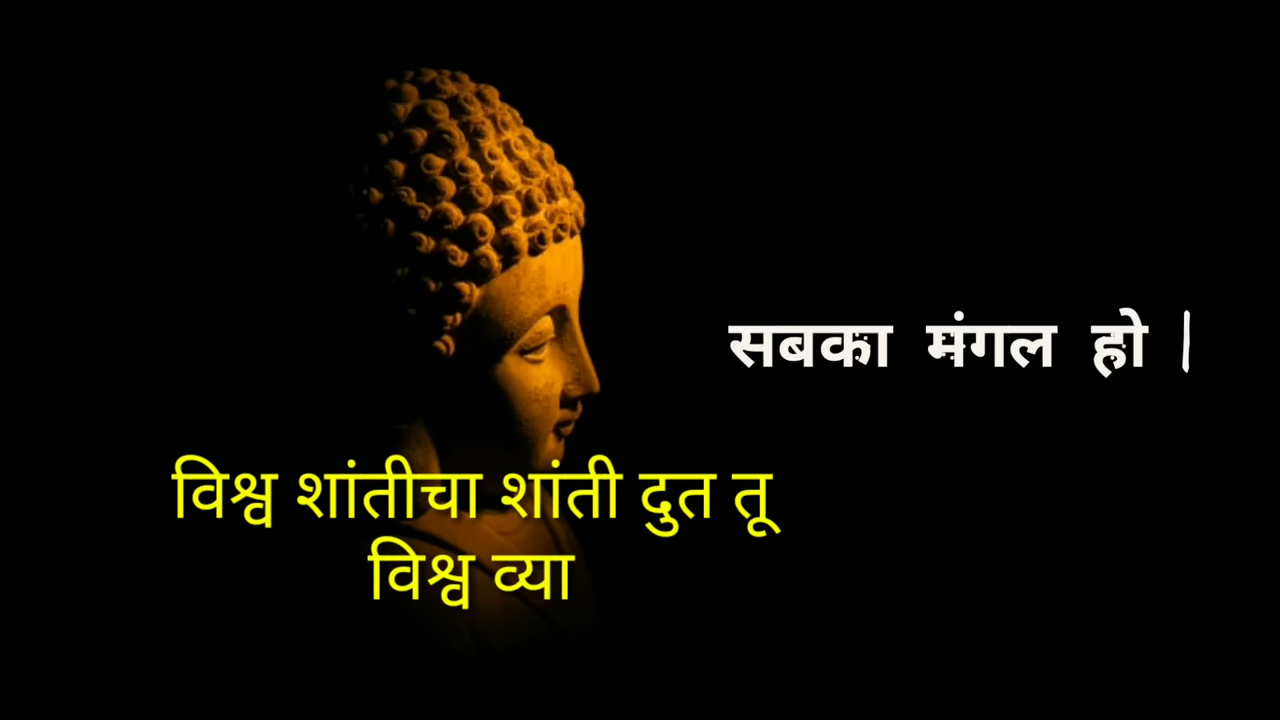 सबका मंगल हो |
विश्व शांतीचा शांती दुत तू
विश्व व्या